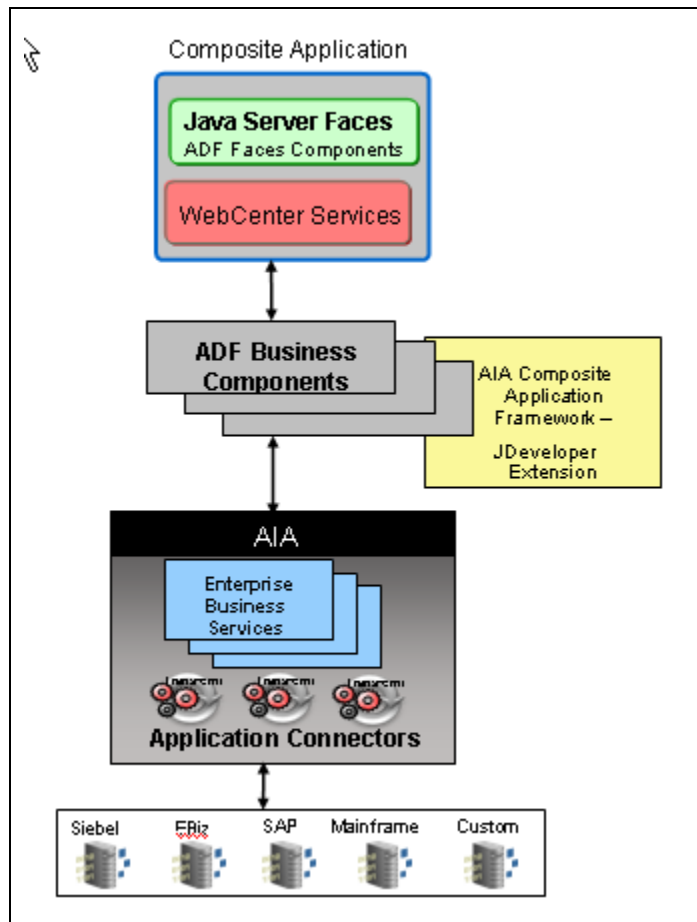 Composite Application
Java Server Faces
ADF Faces Components
WebCenter Services
ADF Business
Components
AIA Composite
Application
Framework –
JDeveloper
Extension
AIA
Enterprise
Business
Services
Application Connectors
Siebel
EBiz
SAP
Mainframe
Custom